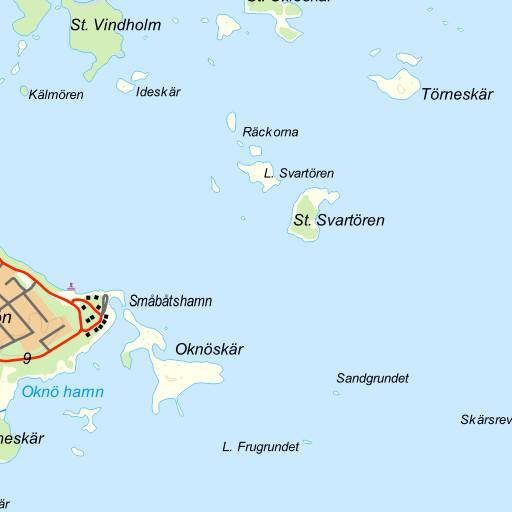 St. Vindholm
Kälmören
Ideskär
Törneskär
Räckorna
L. Svartören
St. Svartören
Småbåtshamn
Oknöskär
9
Oknö hamn
Sandgrundet
Skärsrev
L. Frugrundet
neskär